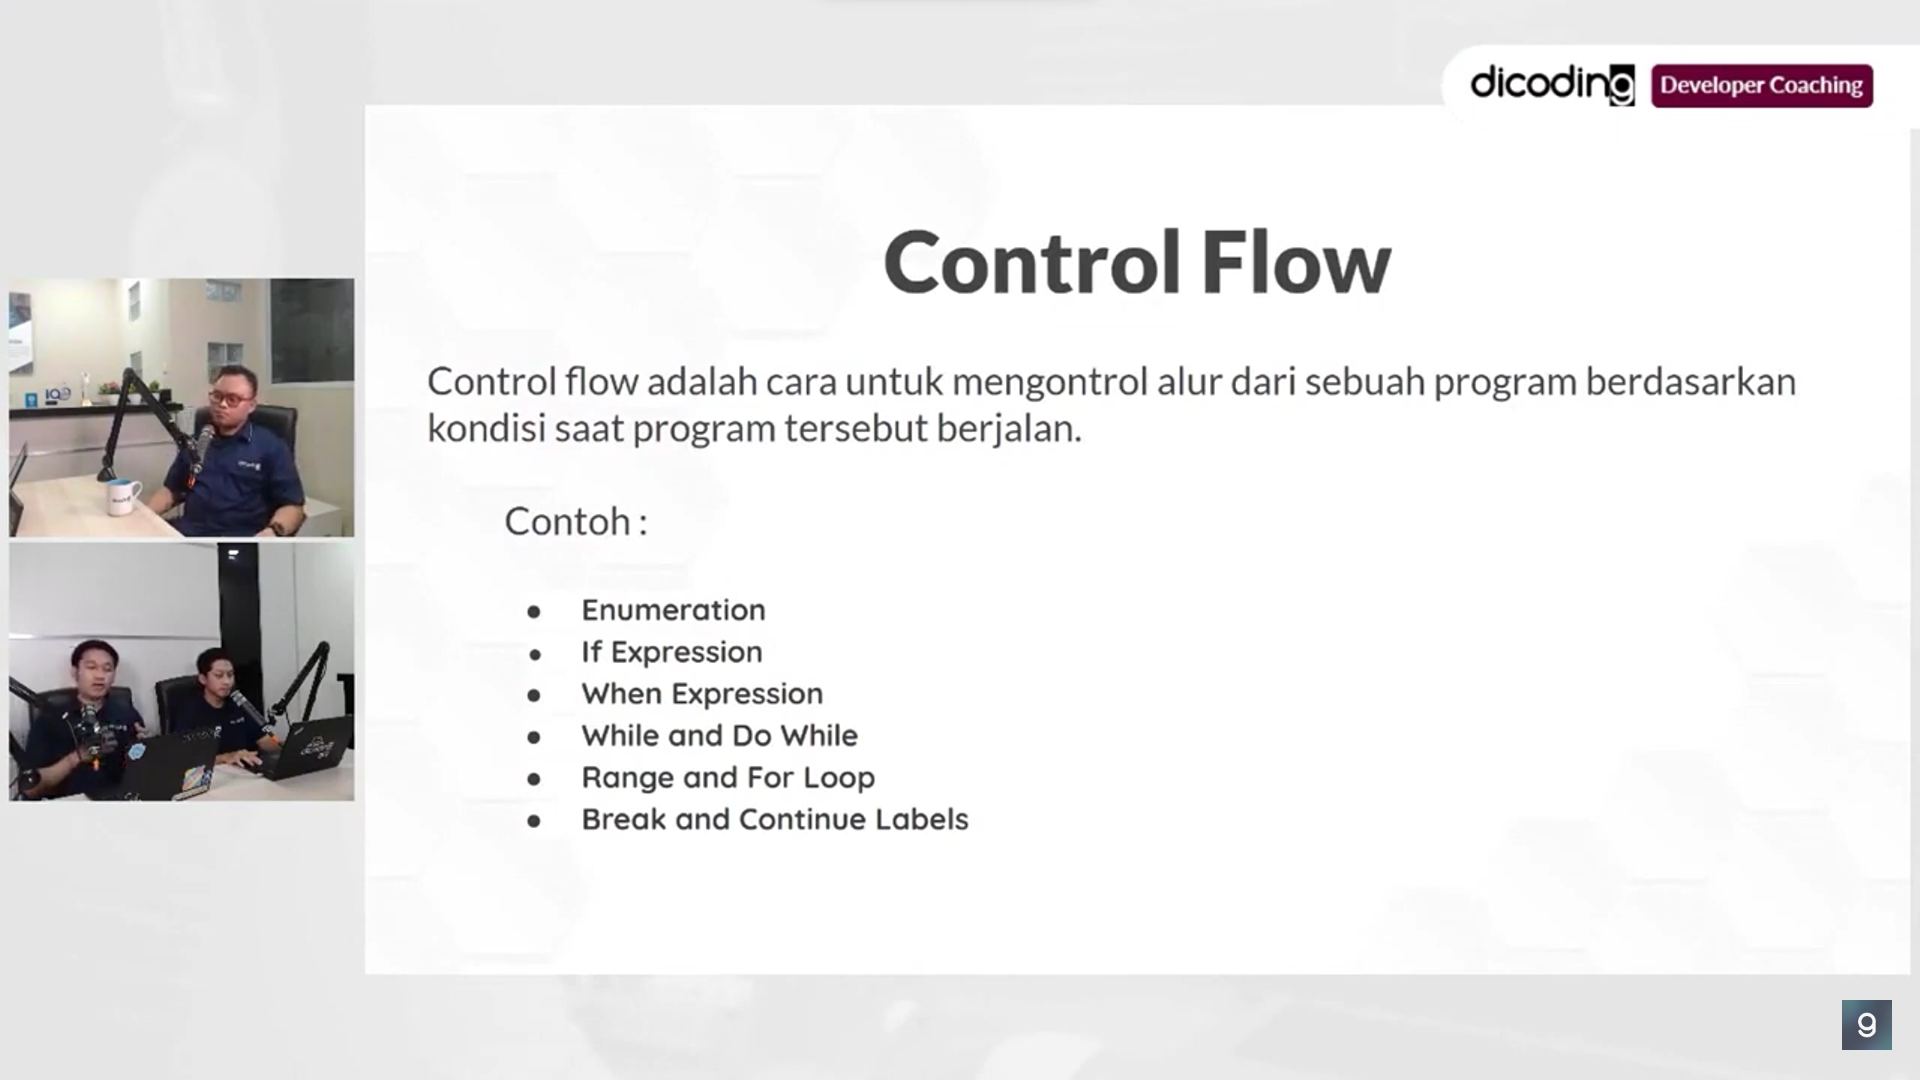 dicoding Developer Coaching
Control Flow
Control flow adalah cara untuk mengontrol alur dari sebuah program berdasarkan
kondisi saat program tersebut berjalan.
Contoh :
● Enumeration
● If Expression
● When Expression
● While and Do While
● Range and For Loop
● Break and Continue Labels
9